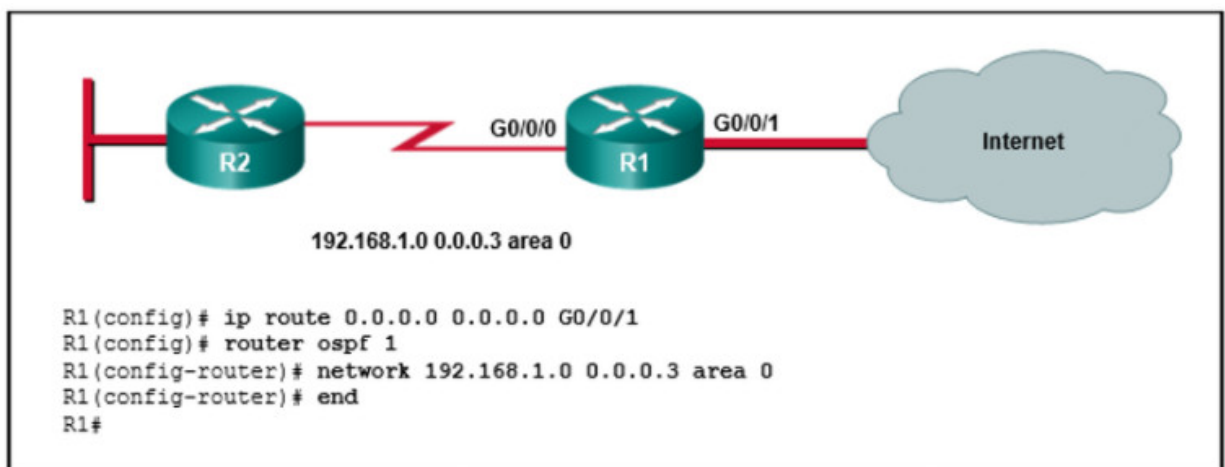 R2
G0/0/0
R1
G0/0/1
Internet
192.168.1.0 0.0.0.3 area 0
R1(config)# ip route 0.0.0.0 0.0.0.0 G0/0/1
R1(config)# router ospf 1
R1(config-router)# network 192.168.1.0 0.0.0.3 area 0
R1(config-router)# end
R1#